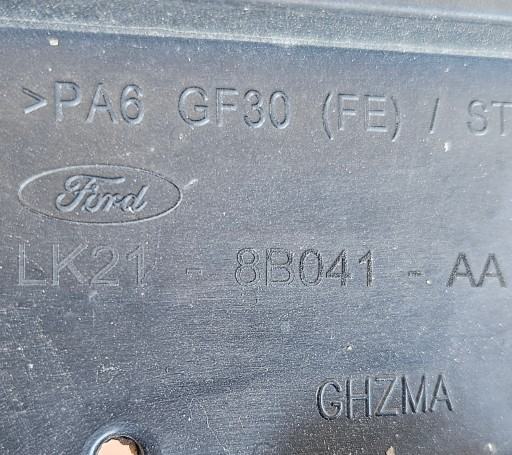 >PA6 GF30 (FE) / ST
Ford
LK21 - 8B041 - AA
GHZMA